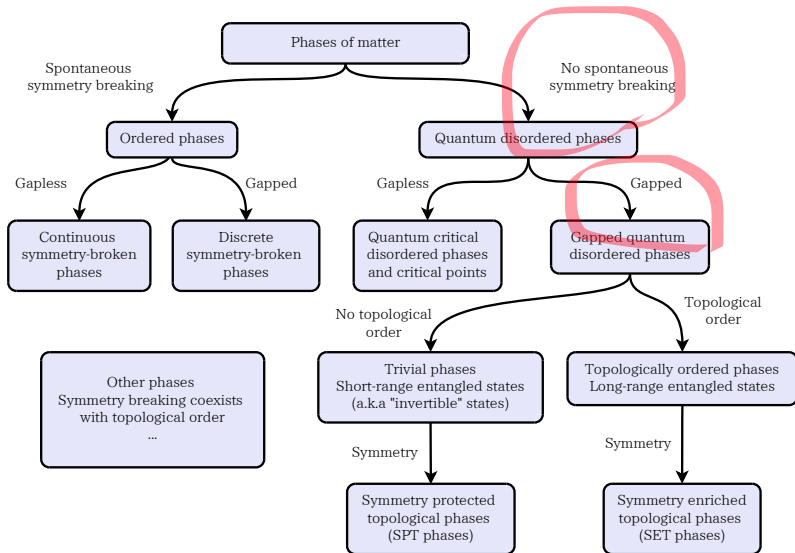 Phases of matter
Spontaneous
symmetry breaking
No spontaneous
symmetry breaking
Ordered phases
Quantum disordered phases
Gapless
Gapped
Gapless
Gapped
Continuous
symmetry-broken
phases
Discrete
symmetry-broken
phases
Quantum critical
disordered phases
and critical points
Gapped quantum
disordered phases
No topological
order
Topological
order
Other phases
Symmetry breaking coexists
with topological order
...
Trivial phases
Short-range entangled states
(a.k.a "invertible" states)
Topologically ordered phases
Long-range entangled states
Symmetry
Symmetry
Symmetry protected
topological phases
(SPT phases)
Symmetry enriched
topological phases
(SET phases)